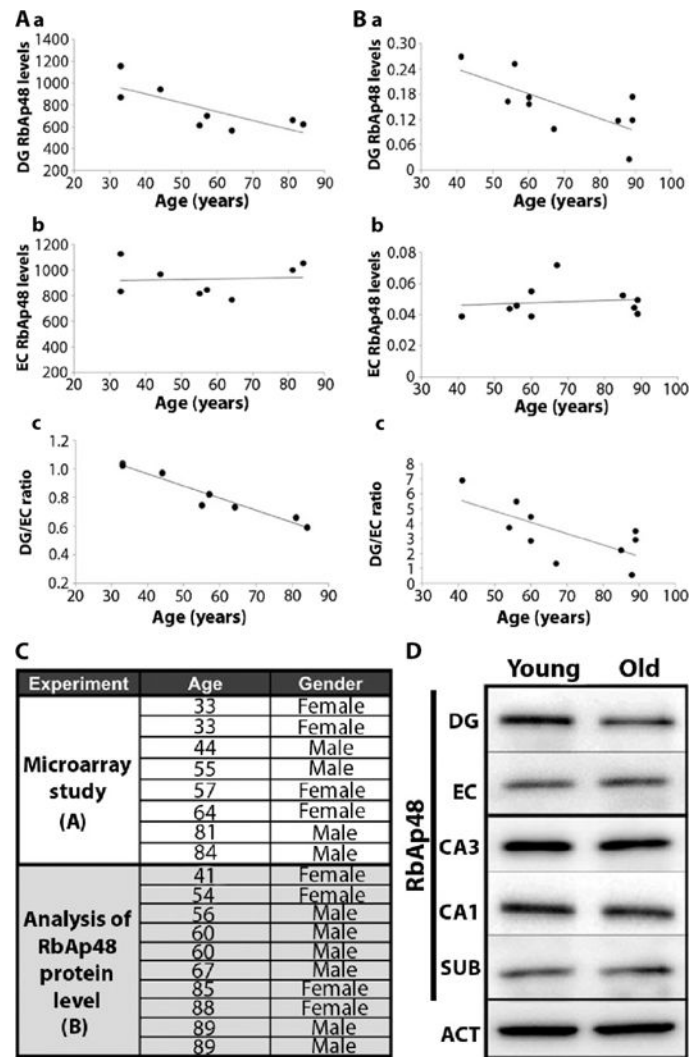 A a
DG RbAp48 levels
1400
1200
1000
800
600
400
200
20 30 40 50 60 70 80 90
Age (years)
b
EC RbAp48 levels
1400
1200
1000
800
600
400
200
20 30 40 50 60 70 80 90
Age (years)
c
DG/EC ratio
1.2
1.0
0.8
0.6
0.4
0.2
20 30 40 50 60 70 80 90
Age (years)
B a
DG RbAp48 levels
0.30
0.24
0.18
0.12
0.06
0
30 40 50 60 70 80 90 100
Age (years)
b
EC RbAp48 levels
0.08
0.06
0.04
0.02
0
30 40 50 60 70 80 90 100
Age (years)
c
DG/EC ratio
8
7
6
5
4
3
2
1
0
30 40 50 60 70 80 90 100
Age (years)
C
Experiment Age Gender
Microarray study (A)
33 Female
33 Female
44 Male
55 Male
57 Female
64 Female
81 Male
84 Male
Analysis of RbAp48 protein level (B)
41 Female
54 Female
56 Male
60 Male
60 Male
67 Male
85 Female
88 Female
89 Male
89 Male
D
Young Old
RbAp48
DG
EC
CA3
CA1
SUB
ACT